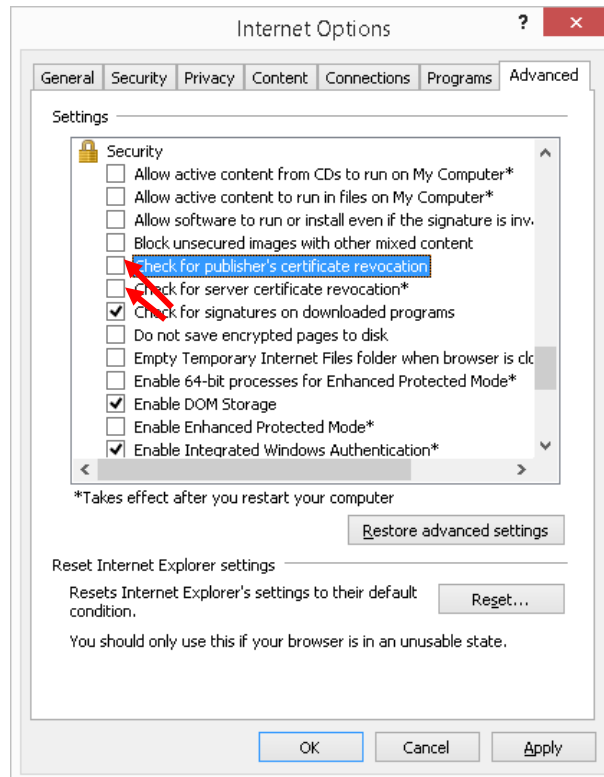 Internet Options
?
General Security Privacy Content Connections Programs Advanced
Settings
Security
Allow active content from CDs to run on My Computer*
Allow active content to run in files on My Computer*
Allow software to run or install even if the signature is inv
Block unsecured images with other mixed content
Check for publisher's certificate revocation
Check for server certificate revocation*
Check for signatures on downloaded programs
Do not save encrypted pages to disk
Empty Temporary Internet Files folder when browser is clo
Enable 64-bit processes for Enhanced Protected Mode*
Enable DOM Storage
Enable Enhanced Protected Mode*
Enable Integrated Windows Authentication*
*Takes effect after you restart your computer
Restore advanced settings
Reset Internet Explorer settings
Resets Internet Explorer's settings to their default
condition.
Reset...
You should only use this if your browser is in an unusable state.
OK Cancel Apply